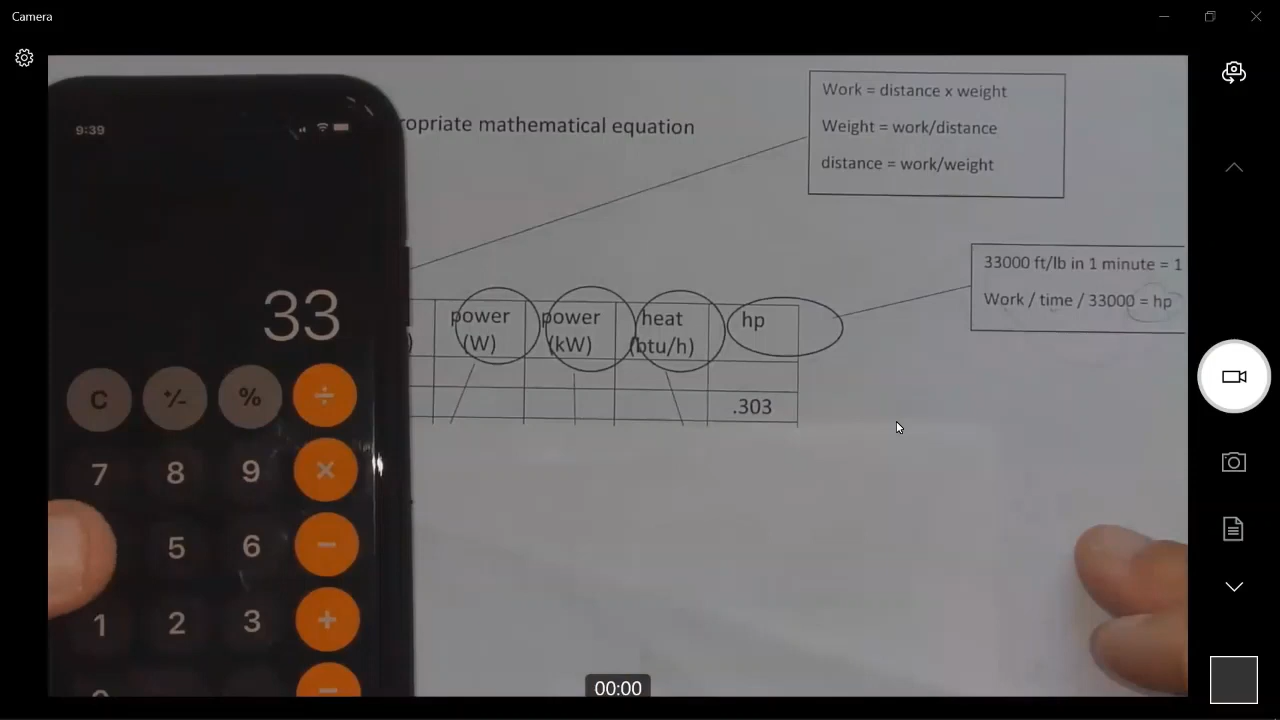 Camera
9:39
ropriate mathematical equation
Work = distance x weight
Weight = work/distance
distance = work/weight
33000 ft/lb in 1 minute = 1
Work / time / 33000 = hp
power
(W)
power
(kW)
heat
(btu/h)
hp
)
.303
33
C +/- % ÷
7 8 9 ×
5 6 −
1 2 3 +
00:00